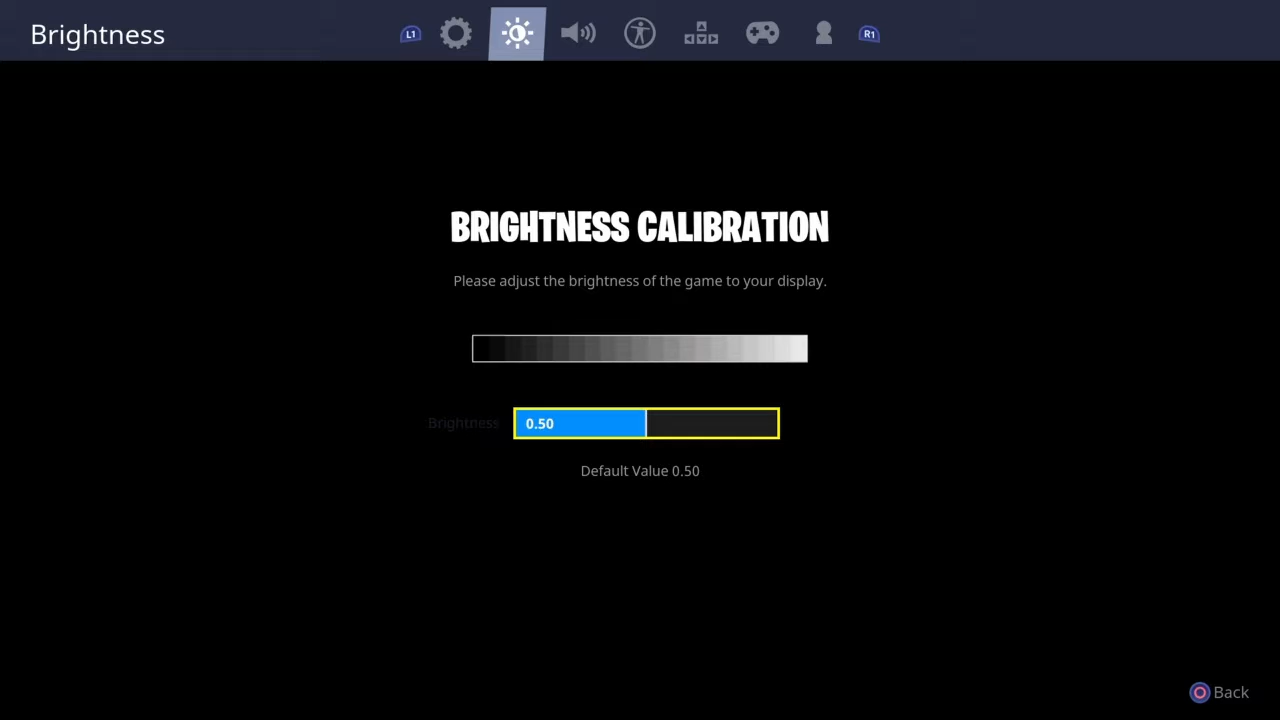 Brightness
L1
R1
BRIGHTNESS CALIBRATION
Please adjust the brightness of the game to your display.
Brightness
0.50
Default Value 0.50
Back